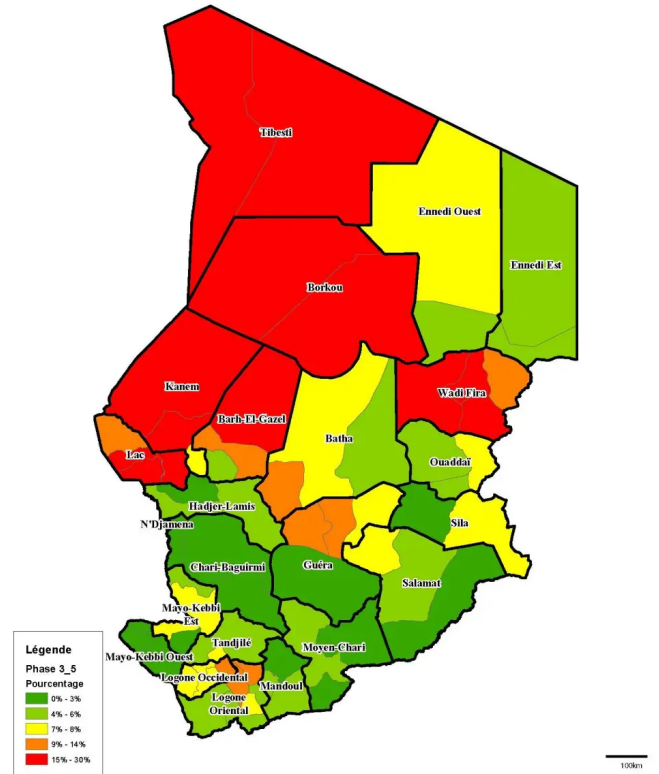 Tibesti
Ennedi Ouest
Ennedi Est
Borkou
Kanem
Barh-El-Gazel
Wadi Fira
Batha
Lac
Ouaddaï
Hadjer-Lamis
N'Djamena
Sila
Chari-Baguirmi
Guéra
Salamat
Mayo-Kebbi
Est
Tandjilé
Moyen-Chari
Mayo-Kebbi Ouest
Logone Occidental
Mandoul
Logone
Oriental
Légende
Phase 3_5
Pourcentage
0% - 3%
4% - 6%
7% - 8%
9% - 14%
15% - 30%
100km